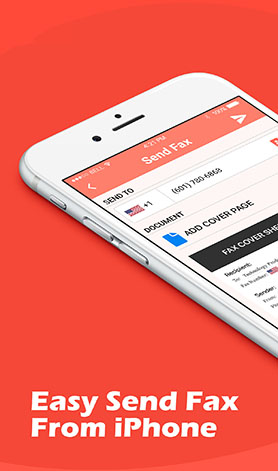 BELL
4:21 PM
100%
Send Fax
SEND TO
+1
(601) 780-6868
DOCUMENT
ADD COVER PAGE
FAX COVER SHE
Recipient:
To: Technology Produ
Fax Number:
Sender:
From:
Fax Number:
Easy Send Fax
From iPhone